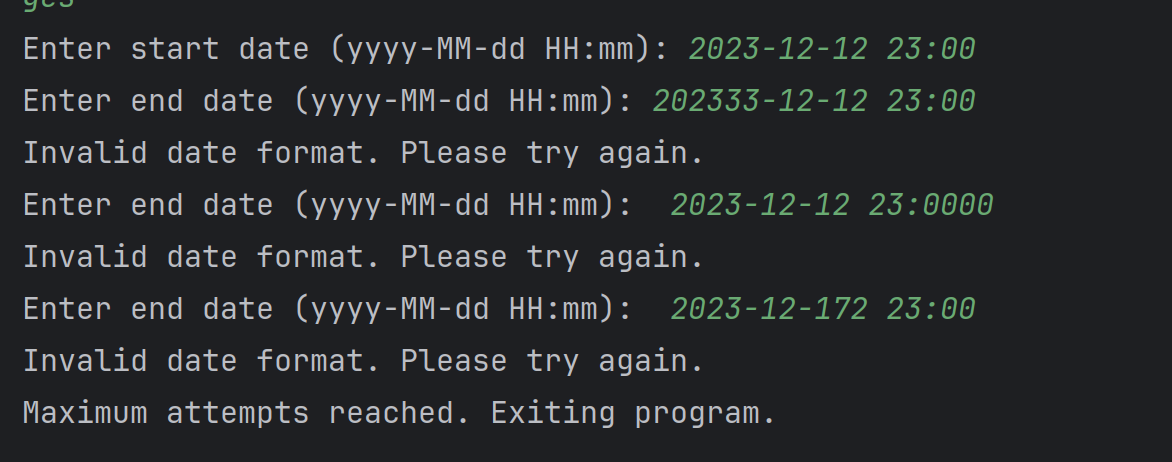 Enter start date (yyyy-MM-dd HH:mm): 2023-12-12 23:00
Enter end date (yyyy-MM-dd HH:mm): 202333-12-12 23:00
Invalid date format. Please try again.
Enter end date (yyyy-MM-dd HH:mm):  2023-12-12 23:0000
Invalid date format. Please try again.
Enter end date (yyyy-MM-dd HH:mm):  2023-12-172 23:00
Invalid date format. Please try again.
Maximum attempts reached. Exiting program.